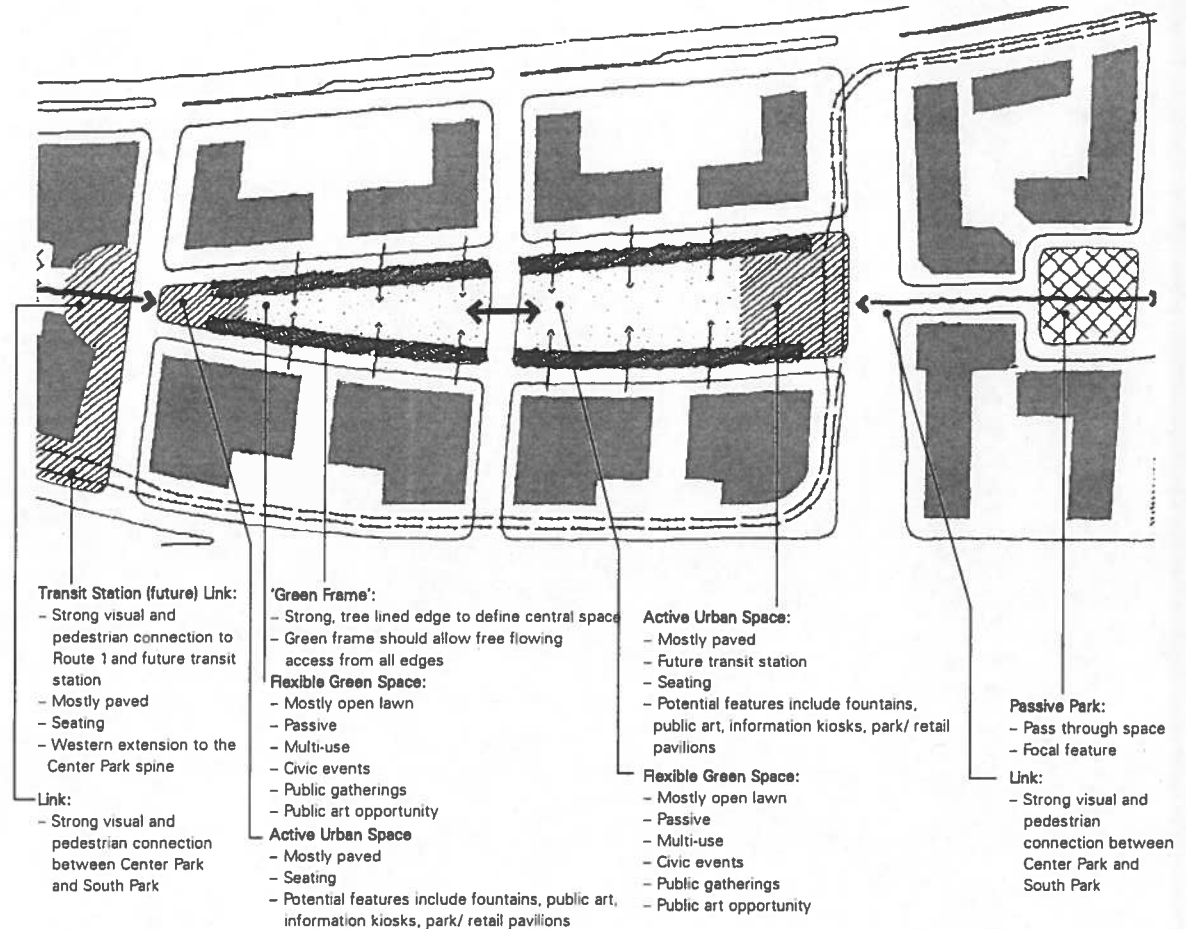 Transit Station (future) Link:
– Strong visual and
pedestrian connection to
Route 1 and future transit
station
– Mostly paved
– Seating
– Western extension to the
Center Park spine
Link:
– Strong visual and
pedestrian connection
between Center Park
and South Park
'Green Frame':
– Strong, tree lined edge to define central space
– Green frame should allow free flowing
access from all edges
Flexible Green Space:
– Mostly open lawn
– Passive
– Multi-use
– Civic events
– Public gatherings
– Public art opportunity
Active Urban Space
– Mostly paved
– Seating
– Potential features include fountains, public art,
information kiosks, park/ retail pavilions
Active Urban Space:
– Mostly paved
– Future transit station
– Seating
– Potential features include fountains,
public art, information kiosks, park/ retail
pavilions
Flexible Green Space:
– Mostly open lawn
– Passive
– Multi-use
– Civic events
– Public gatherings
– Public art opportunity
Passive Park:
– Pass through space
– Focal feature
Link:
– Strong visual and
pedestrian
connection between
Center Park and
South Park